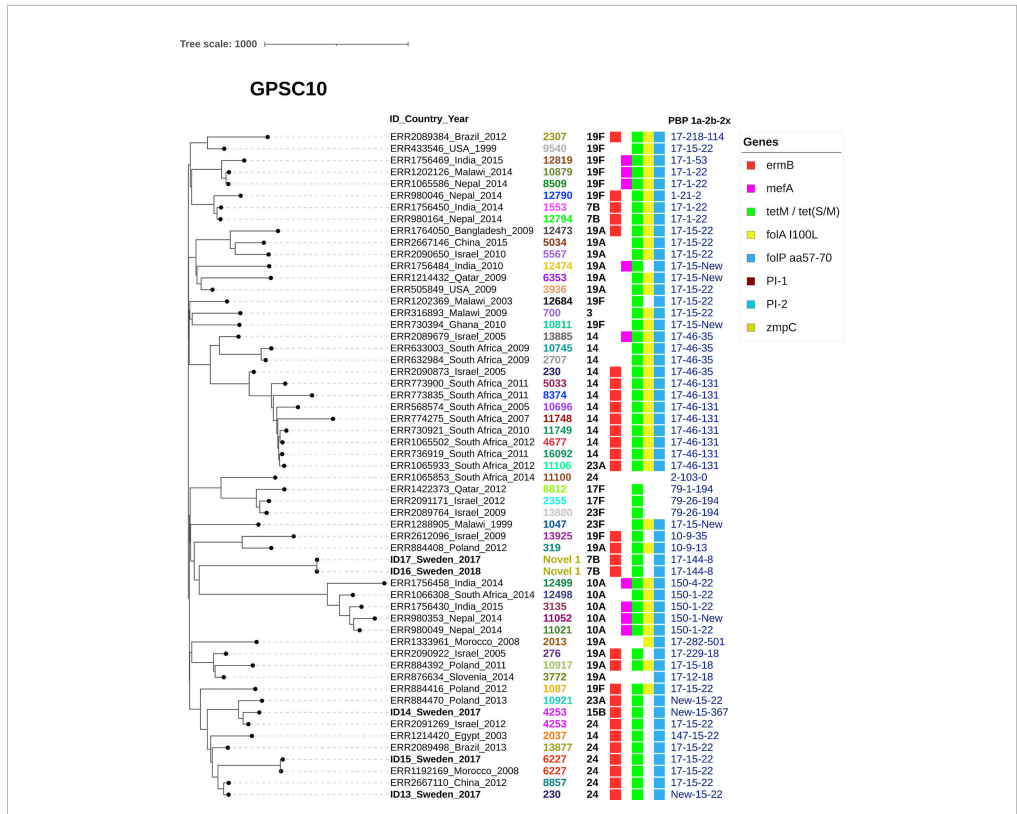 Tree scale: 1000
GPSC10
ID_Country_Year
PBP 1a-2b-2x
ERR2089384_Brazil_2012 2307 19F 17-218-114
ERR433546_USA_1999 9540 19F 17-15-22
ERR1756469_India_2015 12819 19F 17-1-53
ERR1202126_Malawi_2014 10879 19F 17-1-22
ERR1065586_Nepal_2014 8509 19F 17-1-22
ERR980046_Nepal_2014 12790 19F 1-21-2
ERR1756450_India_2014 1553 7B 17-1-22
ERR980164_Nepal_2014 12794 7B 17-1-22
ERR1764050_Bangladesh_2009 12473 19A 17-15-22
ERR2667146_China_2015 5034 19A 17-15-22
ERR2090650_Israel_2010 5567 19A 17-15-22
ERR1756484_India_2010 12474 19A 17-15-New
ERR1214432_Qatar_2009 6353 19A 17-15-New
ERR505849_USA_2009 3936 19A 17-15-22
ERR1202369_Malawi_2003 12684 19F 17-15-22
ERR316893_Malawi_2009 700 3 17-15-22
ERR730394_Ghana_2010 10811 19F 17-15-New
ERR2089679_Israel_2005 13885 14 17-46-35
ERR633003_South Africa_2009 10745 14 17-46-35
ERR632984_South Africa_2009 2707 14 17-46-35
ERR2090873_Israel_2005 230 14 17-46-35
ERR773900_South Africa_2011 5033 14 17-46-131
ERR773835_South Africa_2011 8374 14 17-46-131
ERR568574_South Africa_2005 10696 14 17-46-131
ERR774275_South Africa_2007 11748 14 17-46-131
ERR730921_South Africa_2010 11749 14 17-46-131
ERR1065502_South Africa_2012 4677 14 17-46-131
ERR736919_South Africa_2011 16092 14 17-46-131
ERR1065933_South Africa_2012 11106 23A 17-46-131
ERR1065853_South Africa_2014 11100 24 2-103-0
ERR1422373_Qatar_2012 8812 17F 79-1-194
ERR2091171_Israel_2012 2355 17F 79-26-194
ERR2089764_Israel_2009 13880 23F 79-26-194
ERR1288905_Malawi_1999 1047 23F 17-15-New
ERR2612096_Israel_2009 13925 19F 10-9-35
ERR884408_Poland_2012 319 19A 10-9-13
ID17_Sweden_2017 Novel 1 7B 17-144-8
ID16_Sweden_2018 Novel 1 7B 17-144-8
ERR1756458_India_2014 12499 10A 150-4-22
ERR1066308_South Africa_2014 12498 10A 150-1-22
ERR1756430_India_2015 3135 10A 150-1-22
ERR980353_Nepal_2014 11052 10A 150-1-New
ERR980049_Nepal_2014 11021 10A 150-1-22
ERR1333961_Morocco_2008 2013 19A 17-282-501
ERR2090922_Israel_2005 276 19A 17-229-18
ERR884392_Poland_2011 10917 19A 17-15-18
ERR876634_Slovenia_2014 3772 19A 17-12-18
ERR884416_Poland_2012 1087 19F 17-15-22
ERR884470_Poland_2013 10921 23A New-15-22
ID14_Sweden_2017 4253 15B New-15-367
ERR2091269_Israel_2012 4253 24 17-15-22
ERR1214420_Egypt_2003 2037 14 147-15-22
ERR2089498_Brazil_2013 13877 24 17-15-22
ID15_Sweden_2017 6227 24 17-15-22
ERR1192169_Morocco_2008 6227 24 17-15-22
ERR2667110_China_2012 8857 24 17-15-22
ID13_Sweden_2017 230 24 New-15-22
Genes
ermB
mefA
tetM / tet(S/M)
folA I100L
folP aa57-70
PI-1
PI-2
zmpC